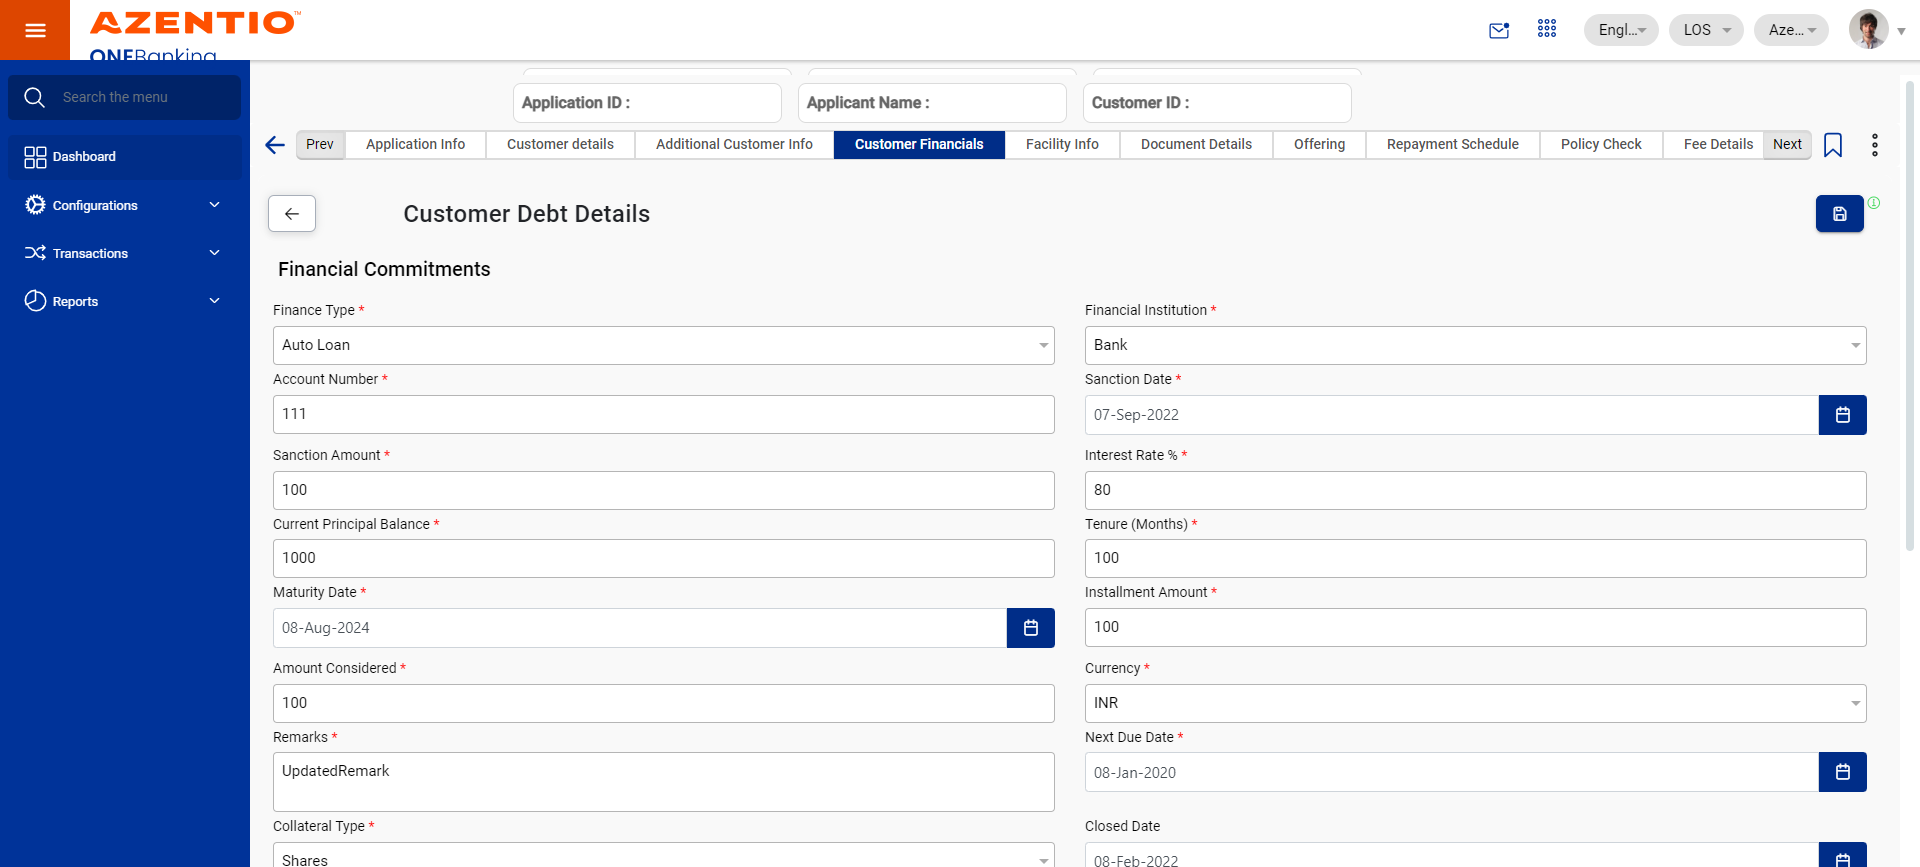 AZENTIO™
ONEBanking
Engl...
LOS
Aze...
Search the menu
Dashboard
Configurations
Transactions
Reports
Application ID :
Applicant Name :
Customer ID :
Prev
Application Info
Customer details
Additional Customer Info
Customer Financials
Facility Info
Document Details
Offering
Repayment Schedule
Policy Check
Fee Details
Next
Customer Debt Details
Financial Commitments
Finance Type *
Financial Institution *
Auto Loan
Bank
Account Number *
Sanction Date *
111
07-Sep-2022
Sanction Amount *
Interest Rate % *
100
80
Current Principal Balance *
Tenure (Months) *
1000
100
Maturity Date *
Installment Amount *
08-Aug-2024
100
Amount Considered *
Currency *
100
INR
Remarks *
Next Due Date *
UpdatedRemark
08-Jan-2020
Collateral Type *
Closed Date
Shares
08-Feb-2022